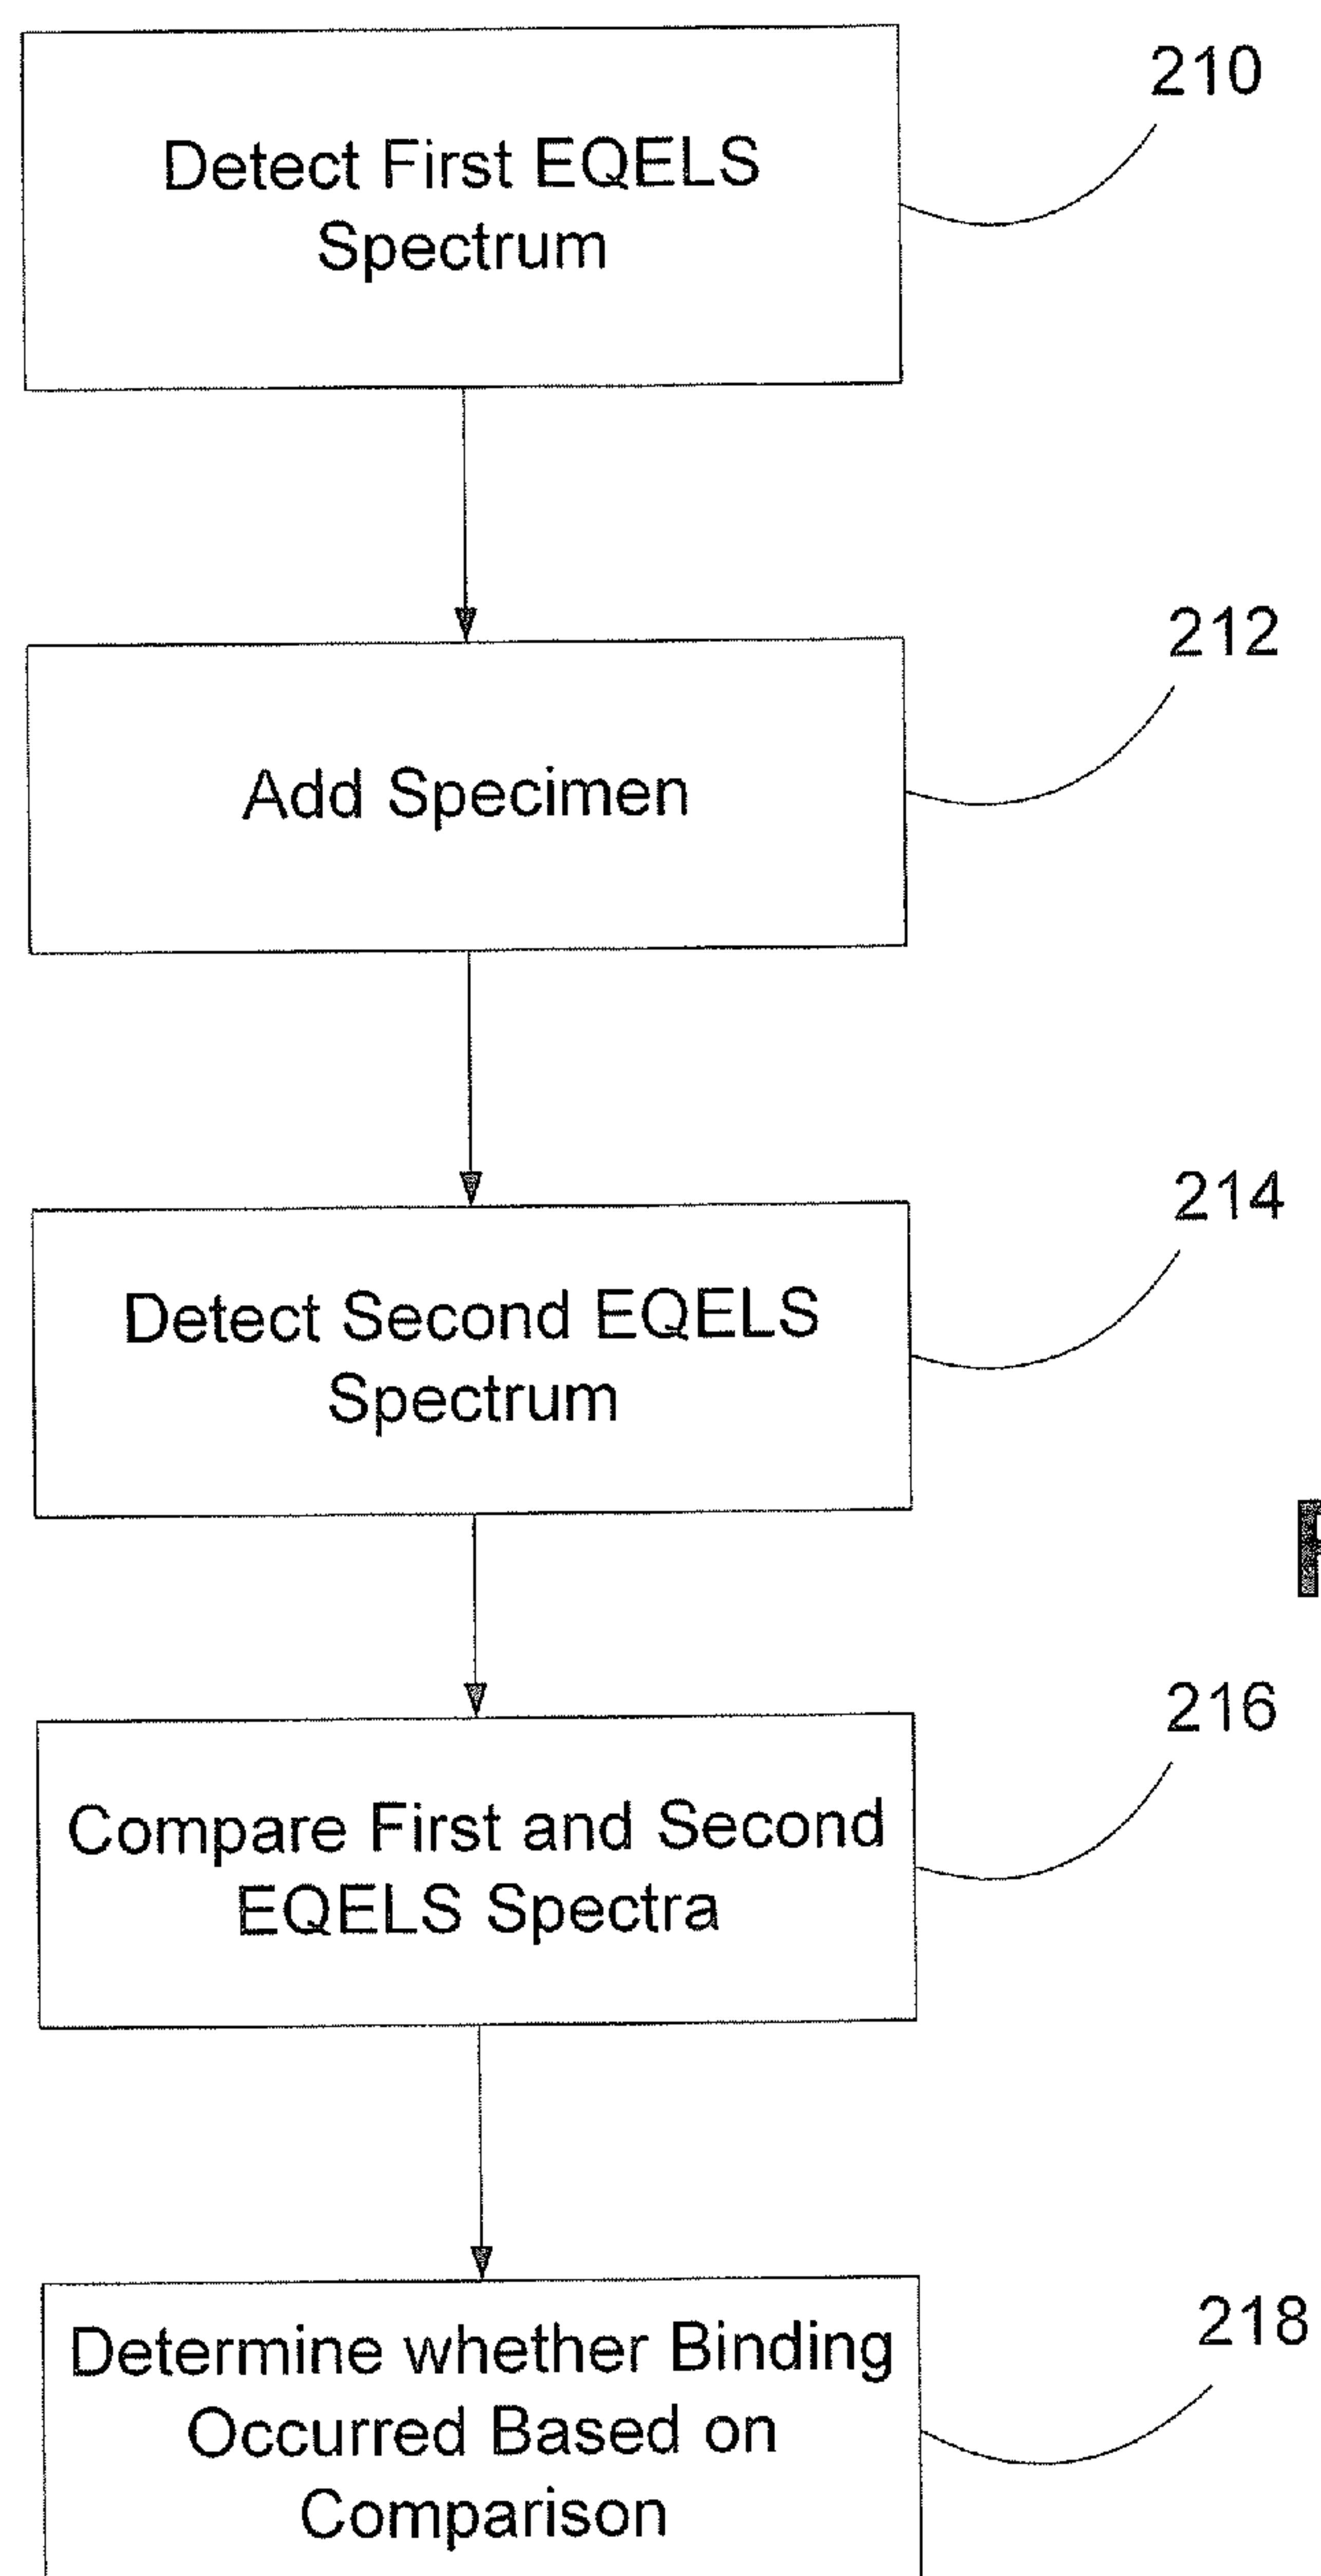 210
Detect First EQELS
Spectrum
212
Add Specimen
214
Detect Second EQELS
Spectrum
216
Compare First and Second
EQELS Spectra
218
Determine whether Binding
Occurred Based on
Comparison